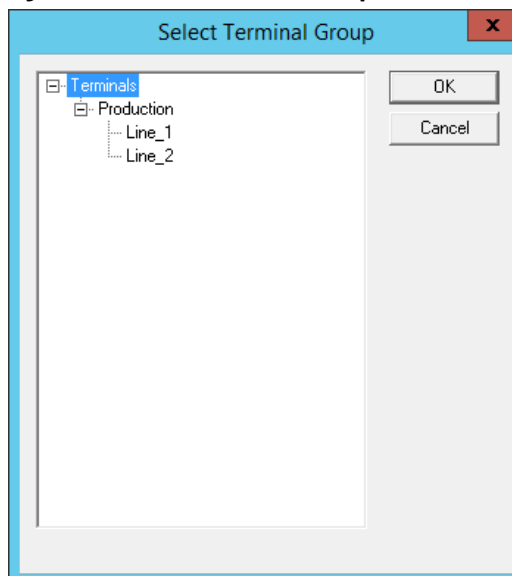 Select Terminal Group
x
Terminals
OK
Production
Cancel
Line_1
Line_2